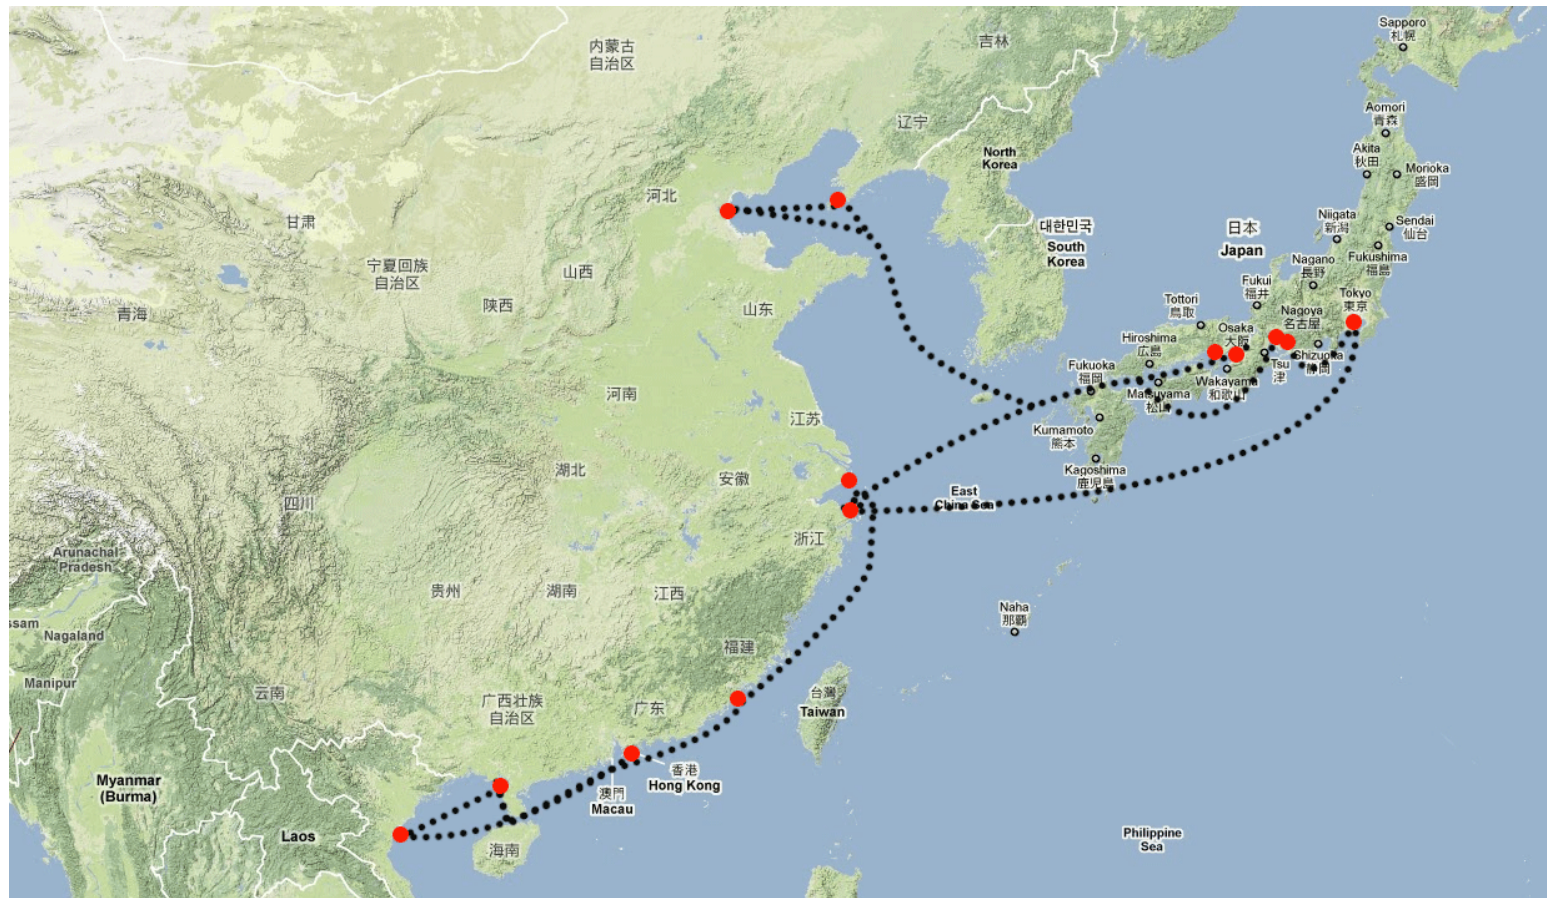 Sapporo
札幌
吉林
内蒙古
自治区
Aomori
青森
辽宁
Akita
秋田
North
Korea
Morioka
盛岡
河北
Niigata
新潟
Sendai
仙台
甘肃
대한민국
South
Korea
日本
Japan
Fukushima
福島
Nagano
長野
宁夏回族
自治区
山西
Fukui
福井
Tokyo
東京
陕西
山东
青海
Tottori
鳥取
Nagoya
名古屋
Osaka
大阪
Hiroshima
広島
Shizuoka
静岡
Fukuoka
福岡
Tsu
津
Wakayama
和歌山
河南
Matsuyama
松山
江苏
Kumamoto
熊本
湖北
安徽
Kagoshima
鹿児島
四川
East
China Sea
浙江
Arunachal
Pradesh
贵州
湖南
江西
ssam
Nagaland
Naha
那覇
福建
Manipur
云南
广西壮族
自治区
广东
台灣
Taiwan
香港
Hong Kong
Myanmar
(Burma)
澳門
Macau
Laos
海南
Philippine
Sea